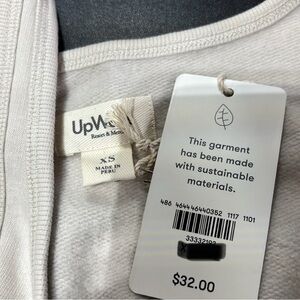 UpW
XS
MADE IN
PERU
This garment
has been made
with sustainable
materials.
486 4644 46440352 1117 1101
$32.00